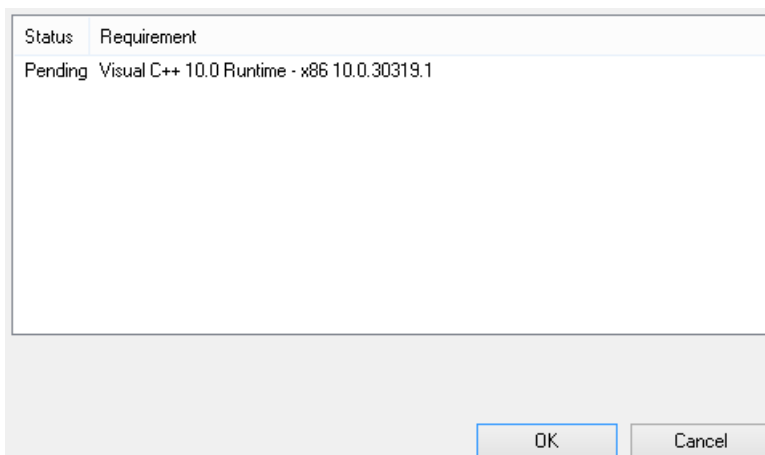 Status Requirement
Pending Visual C++ 10.0 Runtime - x86 10.0.30319.1
OK Cancel